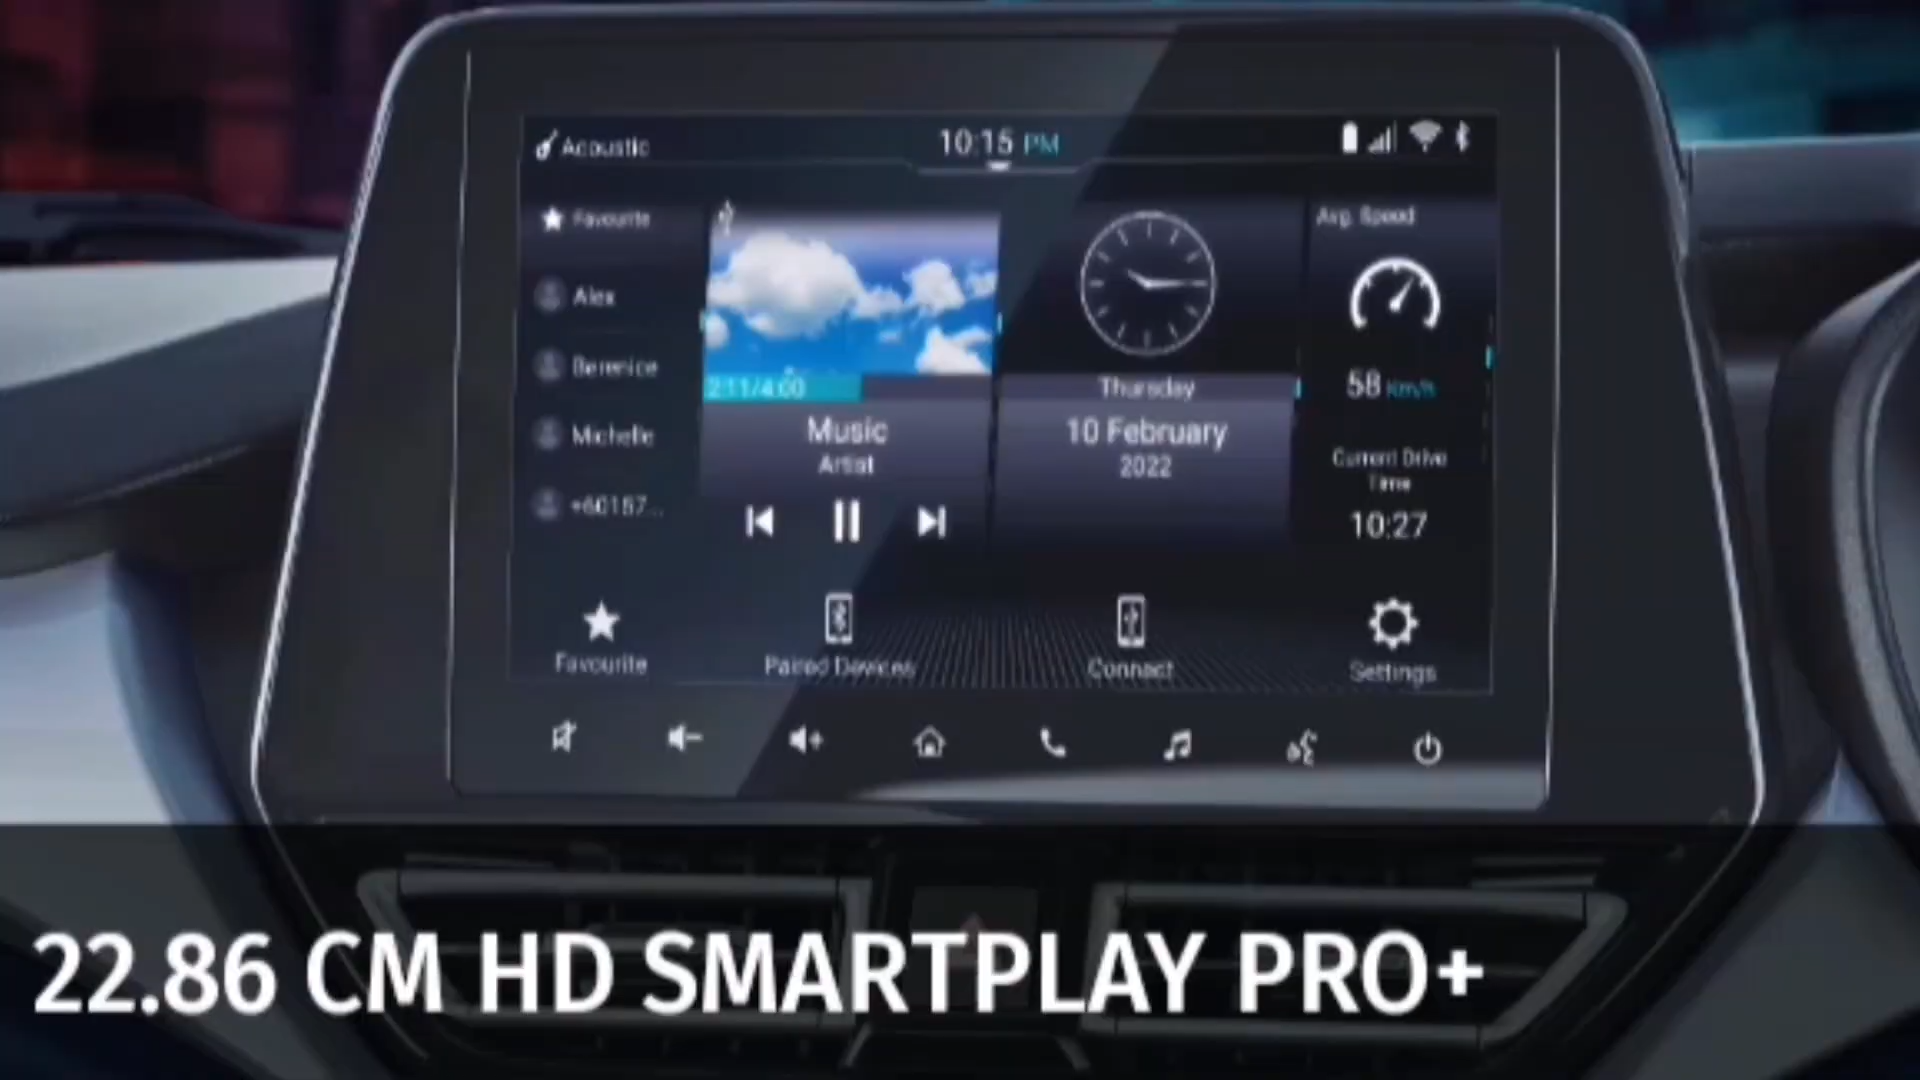 Acoustic
10:15 PM
Favourite
Alex
Berenice
Michelle
+60157...
2:11/4:00
Music
Artist
Thursday
10 February
2022
Avg. Speed
58 Km/h
Current Drive
Time
10:27
Favourite
Paired Devices
Connect
Settings
22.86 CM HD SMARTPLAY PRO+